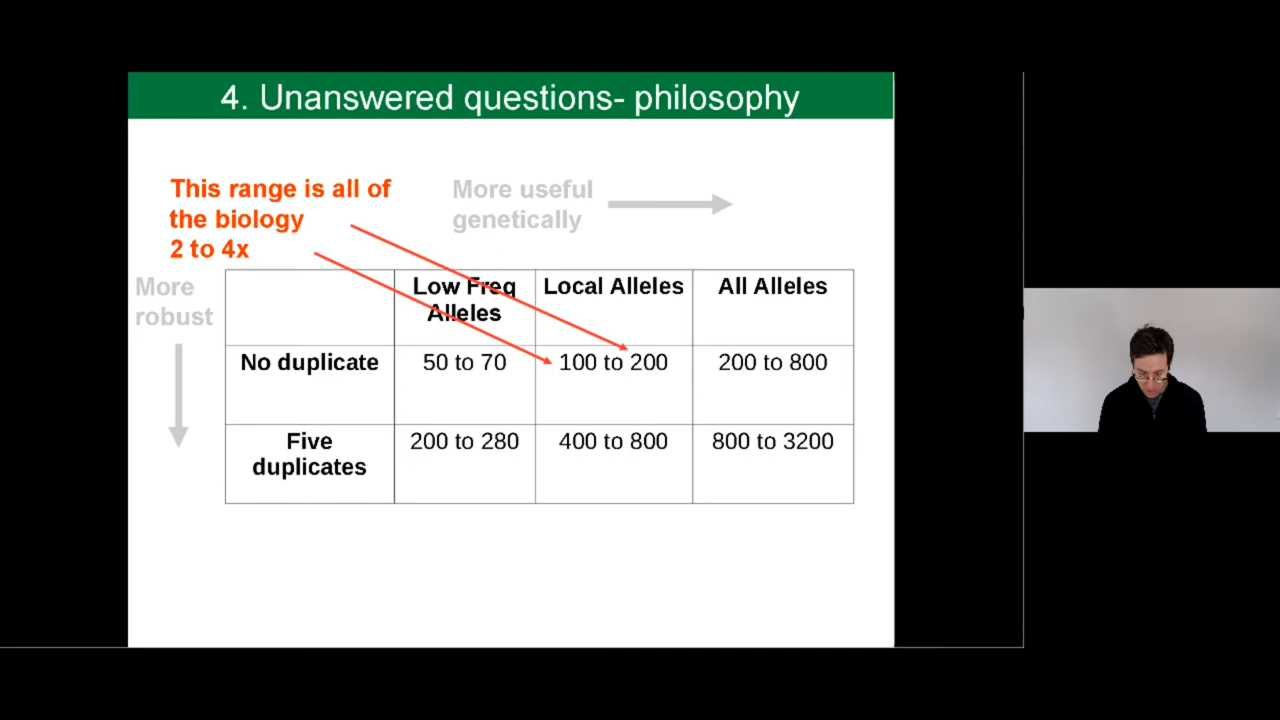 4. Unanswered questions- philosophy
This range is all of
the biology
2 to 4x
More useful
genetically
More
robust
Low Freq
Alleles
Local Alleles
All Alleles
No duplicate
50 to 70
100 to 200
200 to 800
Five
duplicates
200 to 280
400 to 800
800 to 3200